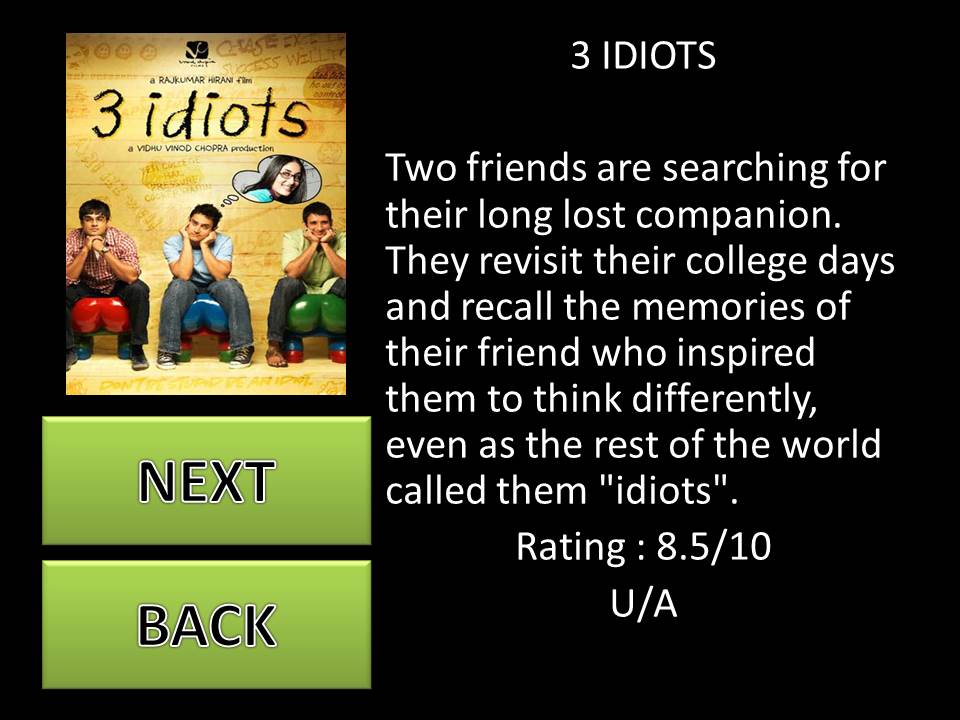 a RAJKUMAR HIRANI film
3 idiots
a VIDHU VINOD CHOPRA production
3 IDIOTS
Two friends are searching for
their long lost companion.
They revisit their college days
and recall the memories of
their friend who inspired
them to think differently,
even as the rest of the world
called them "idiots".
Rating : 8.5/10
U/A
NEXT
BACK